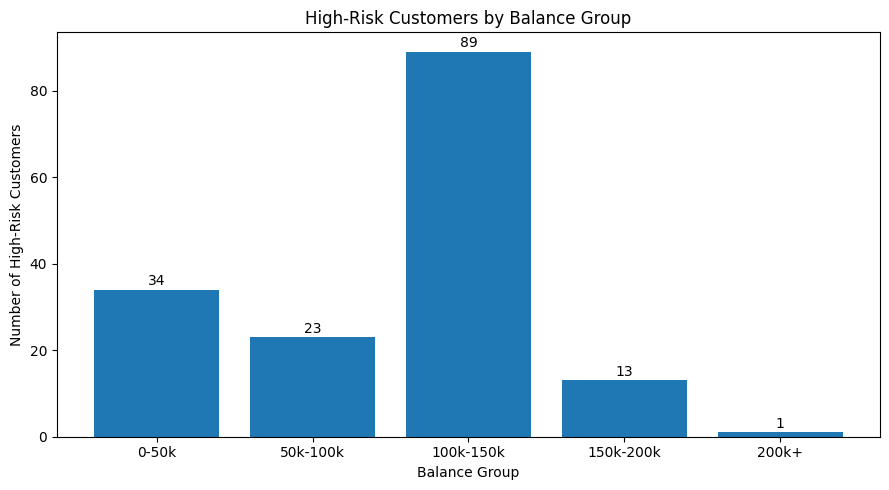 High-Risk Customers by Balance Group
Number of High-Risk Customers
80
60
40
20
0
34
23
89
13
1
0-50k
50k-100k
100k-150k
150k-200k
200k+
Balance Group